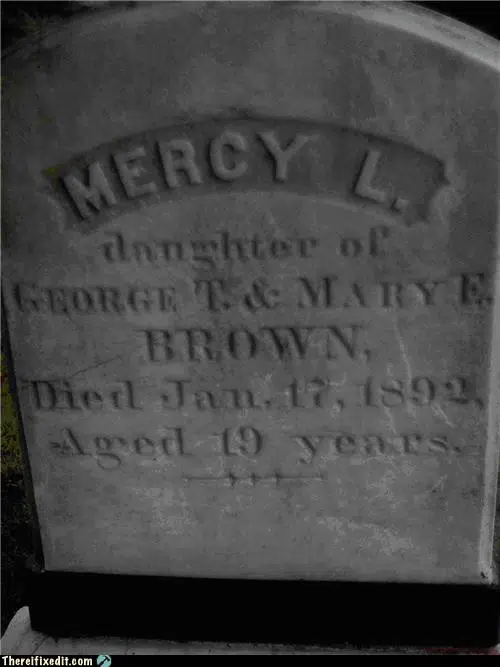 MERCY L.
daughter of
GEORGE T. & MARY E.
BROWN,
Died Jan. 17, 1892,
Aged 19 years.
ThereIfixedit.com